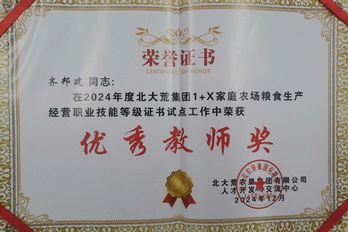 荣誉证书
CERTIFICATE OF HONOR
齐邦建 同志：
在2024年度北大荒集团1+X家庭农场粮食生产
经营职业技能等级证书试点工作中荣获
优秀教师奖
北大荒农垦集团有限公司
人才开发与交流中心
2024年12月